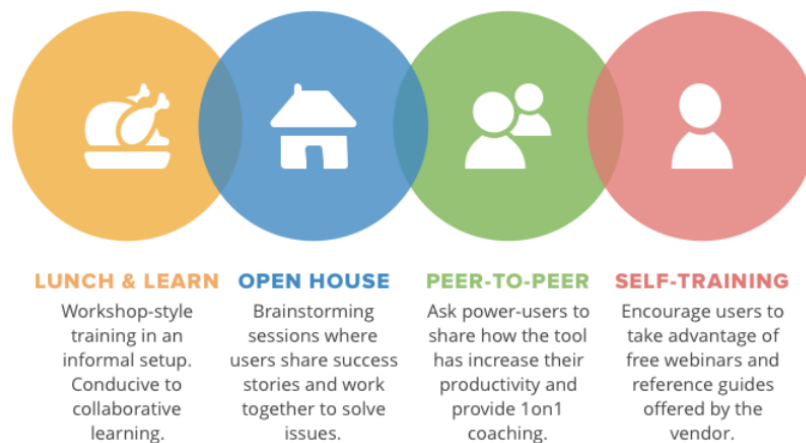 LUNCH & LEARN
Workshop-style
training in an
informal setup.
Conducive to
collaborative
learning.
OPEN HOUSE
Brainstorming
sessions where
users share success
stories and work
together to solve
issues.
PEER-TO-PEER
Ask power-users to
share how the tool
has increase their
productivity and
provide 1on1
coaching.
SELF-TRAINING
Encourage users to
take advantage of
free webinars and
reference guides
offered by the
vendor.